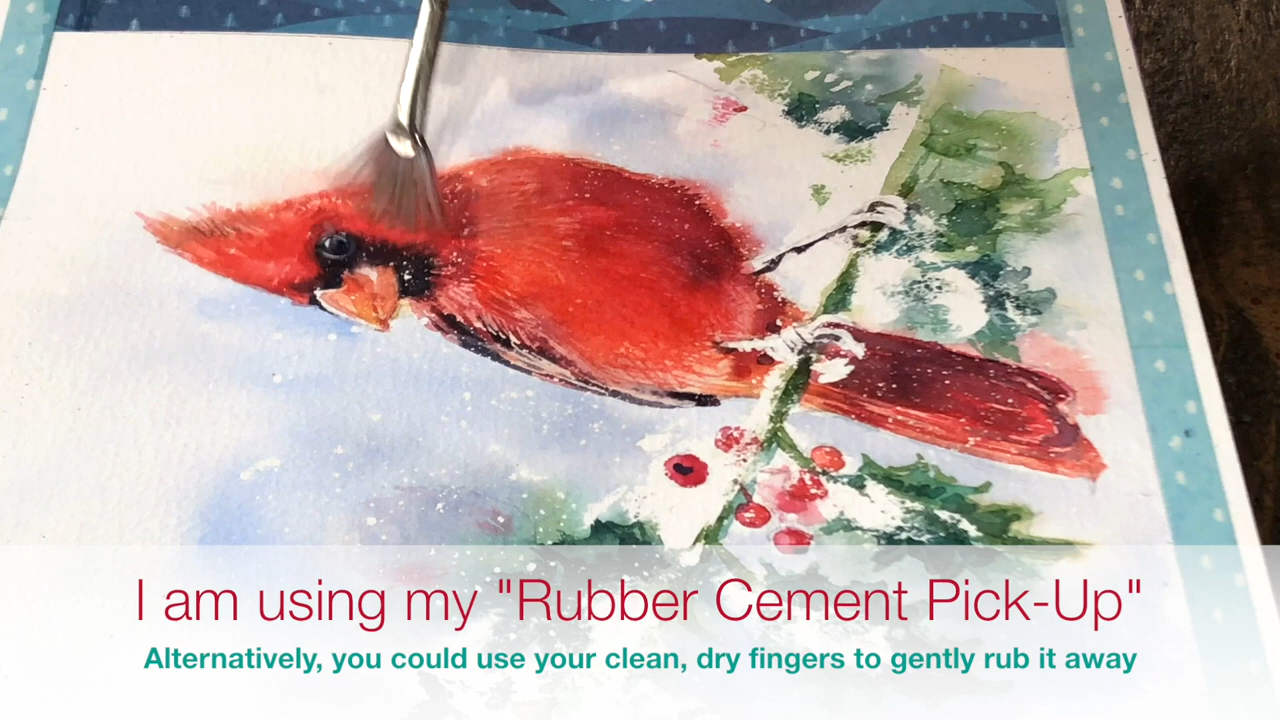 I am using my "Rubber Cement Pick-Up"
Alternatively, you could use your clean, dry fingers to gently rub it away